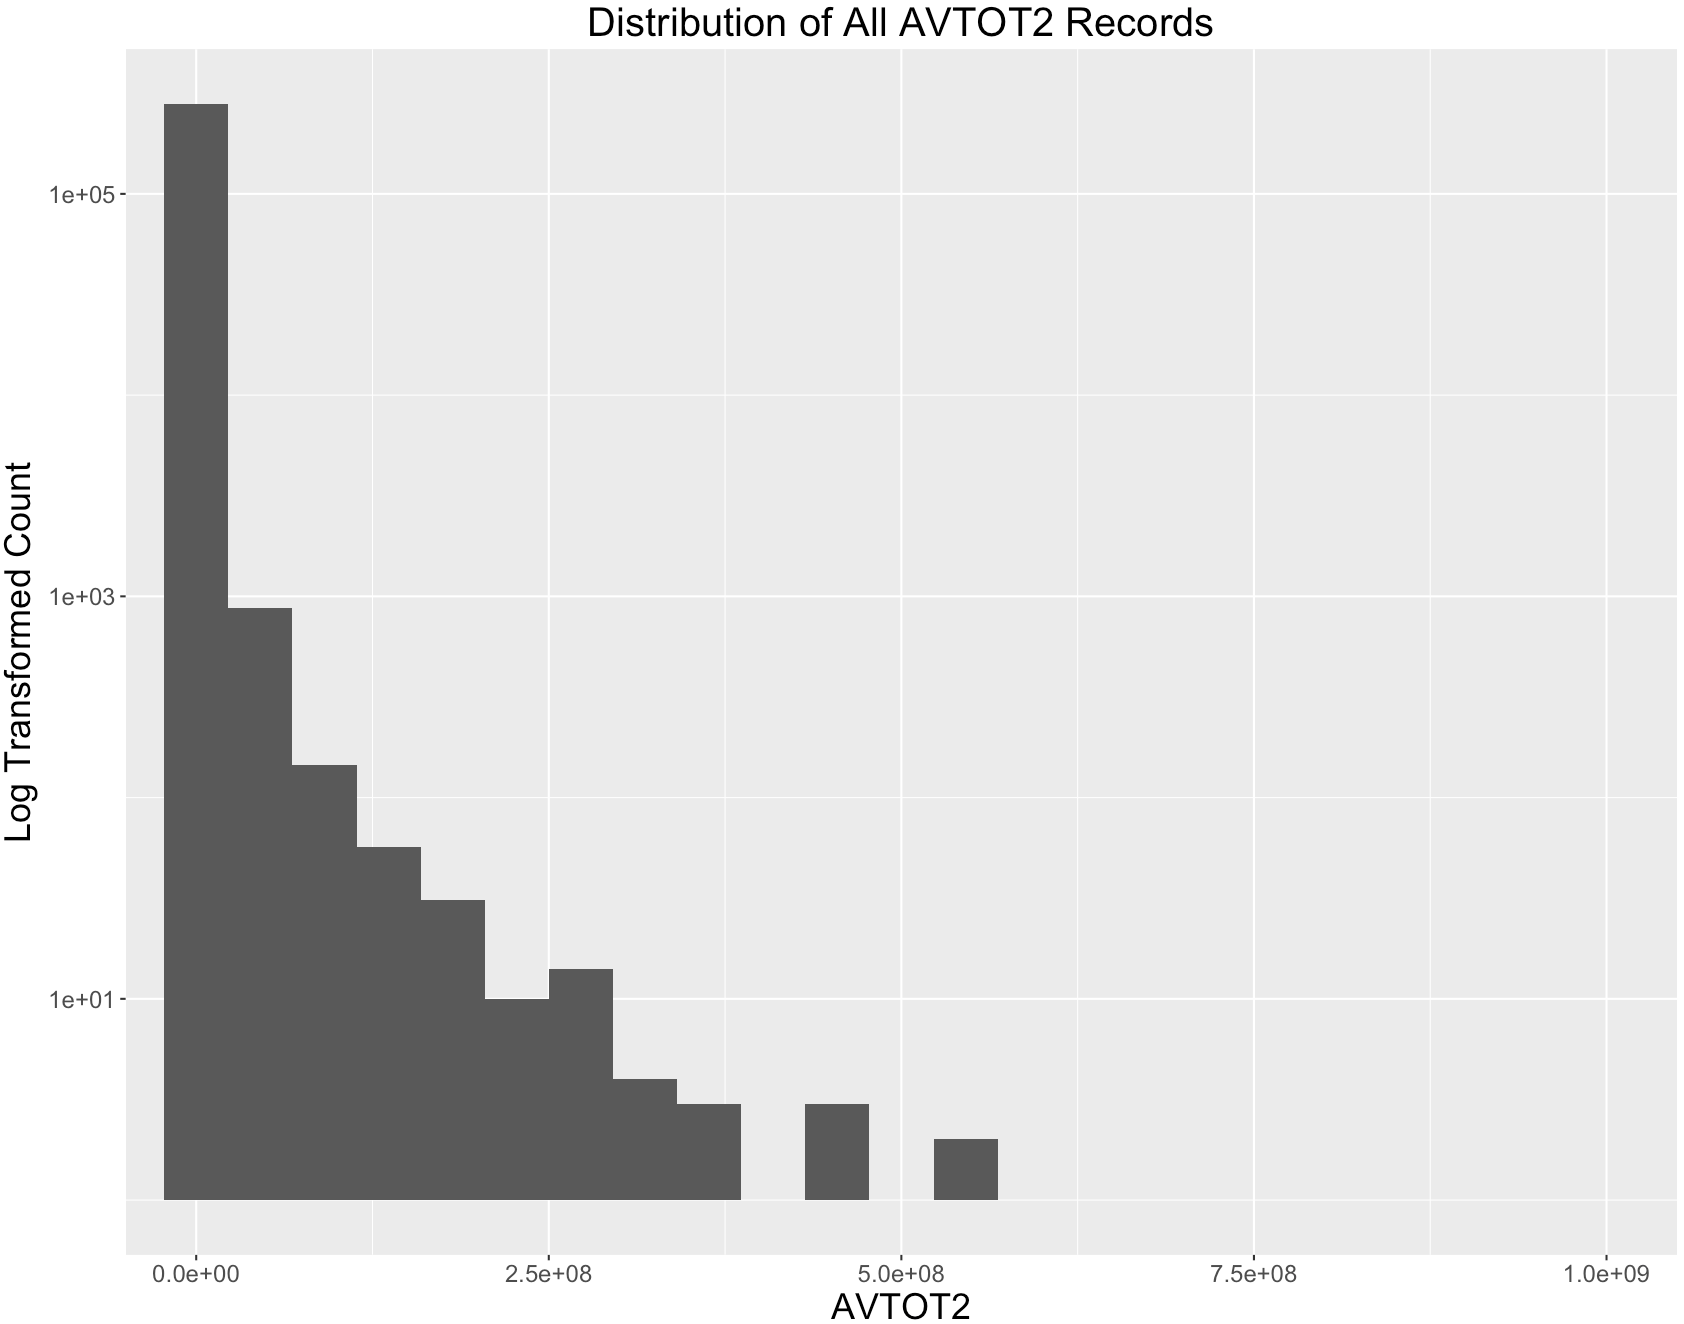 Distribution of All AVTOT2 Records
Log Transformed Count
1e+05
1e+03
1e+01
0.0e+00 2.5e+08 5.0e+08 7.5e+08 1.0e+09
AVTOT2